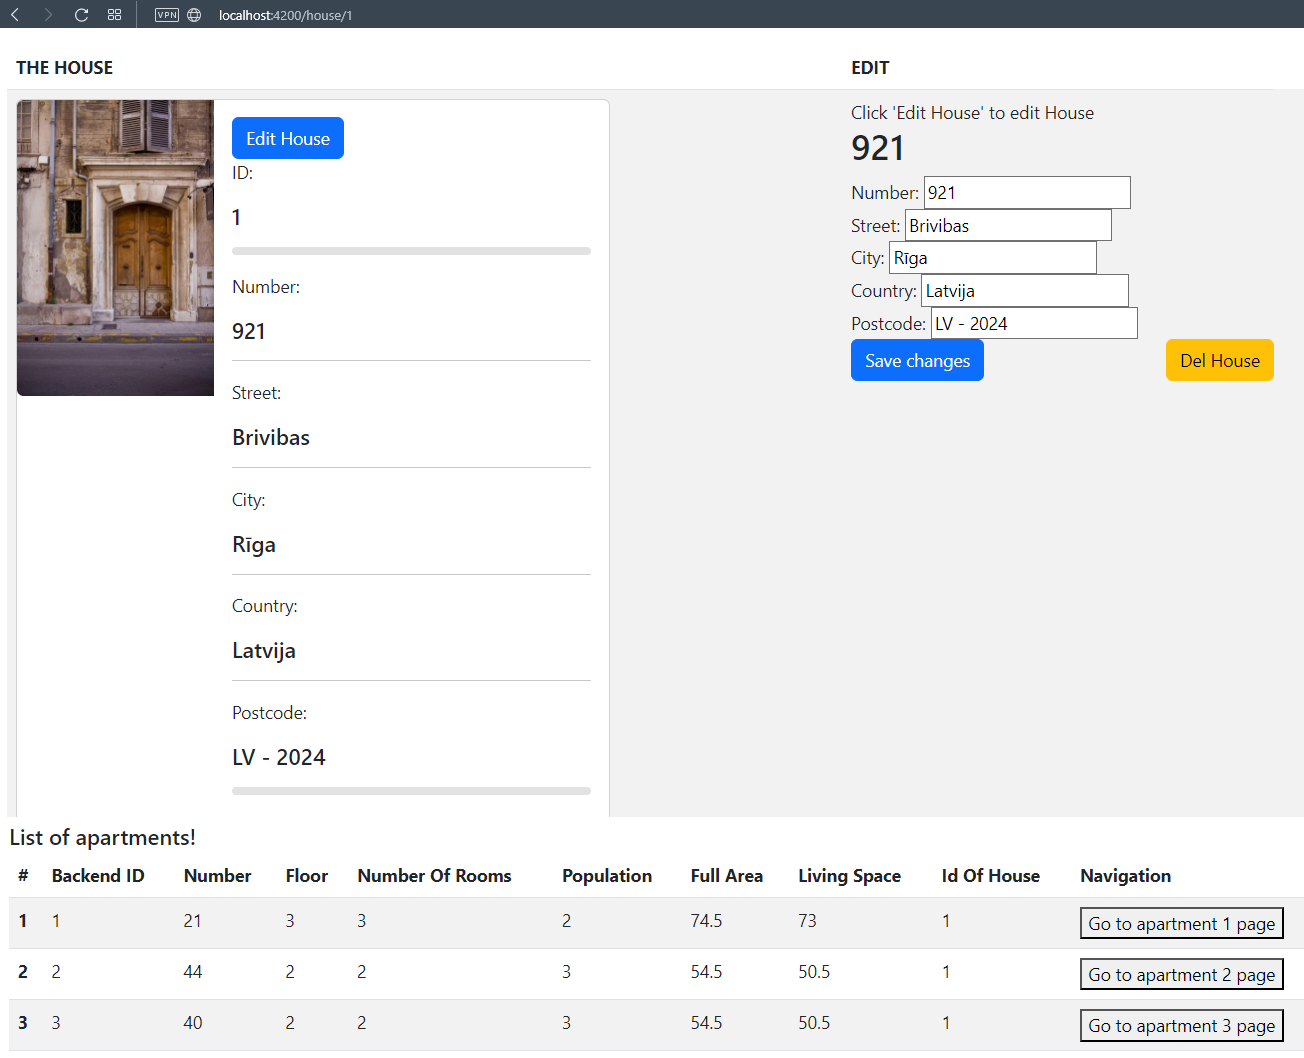 VPN localhost:4200/house/1
THE HOUSE
EDIT
Edit House
ID:
1
Number:
921
Street:
Brivibas
City:
Rīga
Country:
Latvija
Postcode:
LV - 2024
Click 'Edit House' to edit House
921
Number: 921
Street: Brivibas
City: Rīga
Country: Latvija
Postcode: LV - 2024
Save changes Del House
List of apartments!
# Backend ID Number Floor Number Of Rooms Population Full Area Living Space Id Of House Navigation
1 1 21 3 3 2 74.5 73 1 Go to apartment 1 page
2 2 44 2 2 3 54.5 50.5 1 Go to apartment 2 page
3 3 40 2 2 3 54.5 50.5 1 Go to apartment 3 page